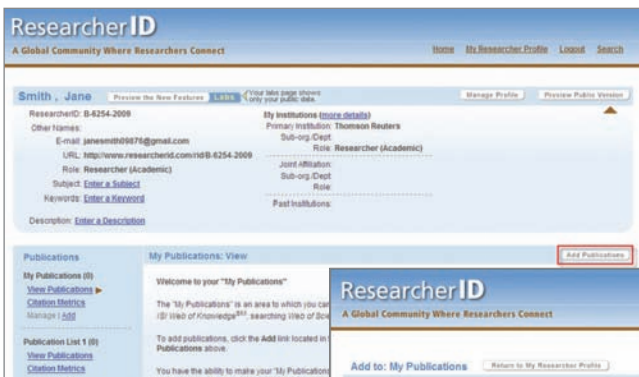 ResearcherID
A Global Community Where Researchers Connect
Home My Researcher Profile Logout Search
Smith , Jane Preview the New Features Labs Your labs page shows only your public data. Manage Profile Preview Public Version
ResearcherID: B-6254-2009
Other Names:
E-mail: janesmith09876@gmail.com
URL: http://www.researcherid.com/rid/B-6254-2009
Role: Researcher (Academic)
Subject: Enter a Subject
Keywords: Enter a Keyword
Description: Enter a Description
My Institutions (more details)
Primary Institution: Thomson Reuters
Sub-org./Dept
Role: Researcher (Academic)
Joint Affiliation:
Sub-org./Dept
Role:
Past Institutions:
Publications
My Publications (0)
View Publications
Citation Metrics
Manage | Add
Publication List 1 (0)
View Publications
Citation Metrics
My Publications: View Add Publications
Welcome to your "My Publications"
The "My Publications" is an area to which you can
ISI Web of Knowledge, searching Web of
To add publications, click the Add link located in
Publications above.
You have the ability to make your "My Publications
ResearcherID
A Global Community Where Researchers Connect
Add to: My Publications Return to My Researcher Profile